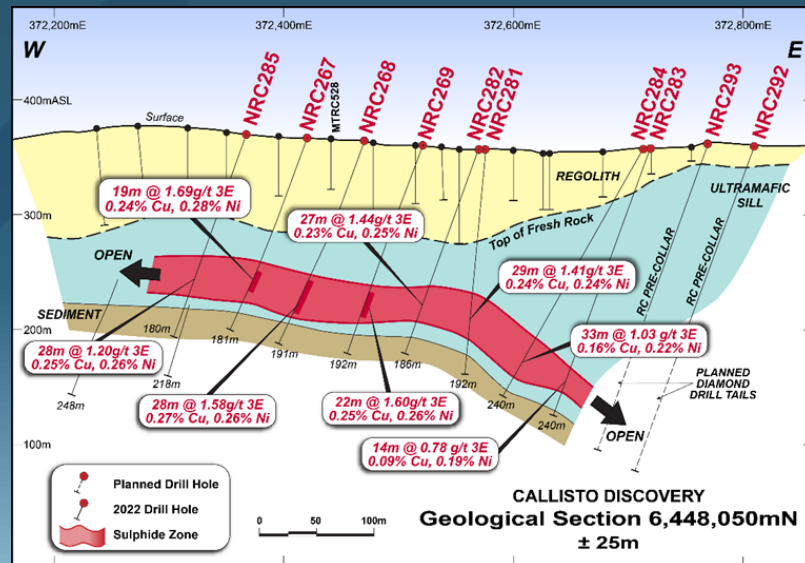 372,200mE
372,400mE
372,600mE
372,800mE
W
E
NRC285
NRC267
MTRC528
NRC268
NRC269
NRC282
NRC281
NRC284
NRC283
NRC293
NRC292
400mASL
Surface
REGOLITH
ULTRAMAFIC
SILL
19m @ 1.69g/t 3E
0.24% Cu, 0.28% Ni
27m @ 1.44g/t 3E
0.23% Cu, 0.25% Ni
300m
Top of Fresh Rock
OPEN
RC PRE-COLLAR
RC PRE-COLLAR
29m @ 1.41g/t 3E
0.24% Cu, 0.24% Ni
SEDIMENT
200m
180m
181m
191m
192m
186m
33m @ 1.03 g/t 3E
0.16% Cu, 0.22% Ni
28m @ 1.20g/t 3E
0.25% Cu, 0.26% Ni
218m
192m
PLANNED
DIAMOND
DRILL TAILS
248m
28m @ 1.58g/t 3E
0.27% Cu, 0.26% Ni
22m @ 1.60g/t 3E
0.25% Cu, 0.26% Ni
240m
240m
OPEN
100m
14m @ 0.78 g/t 3E
0.09% Cu, 0.19% Ni
Planned Drill Hole
2022 Drill Hole
Sulphide Zone
0 50 100m
CALLISTO DISCOVERY
Geological Section 6,448,050mN
± 25m